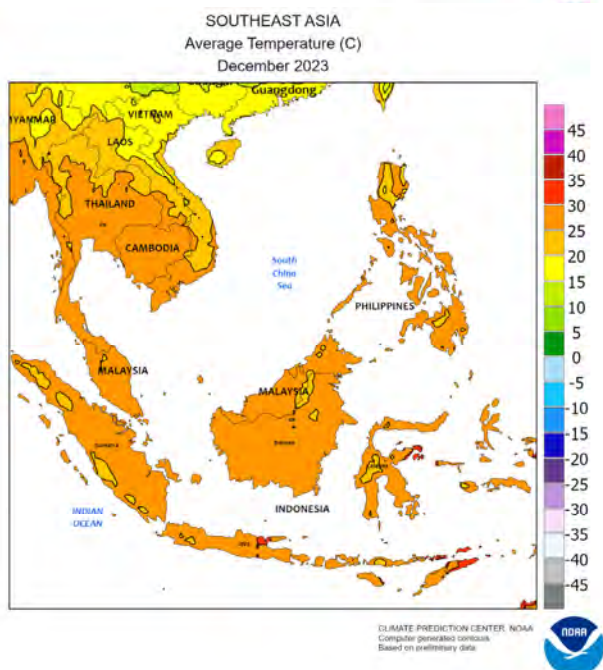 SOUTHEAST ASIA
Average Temperature (C)
December 2023
Guangdong
MYANMAR
VIETNAM
LAOS
THAILAND
CAMBODIA
South
China
Sea
PHILIPPINES
MALAYSIA
MALAYSIA
INDONESIA
INDIAN
OCEAN
45
40
35
30
25
20
15
10
5
0
-5
-10
-15
-20
-25
-30
-35
-40
-45
CLIMATE PREDICTION CENTER, NOAA
Computer generated contours
Based on preliminary data
NOAA